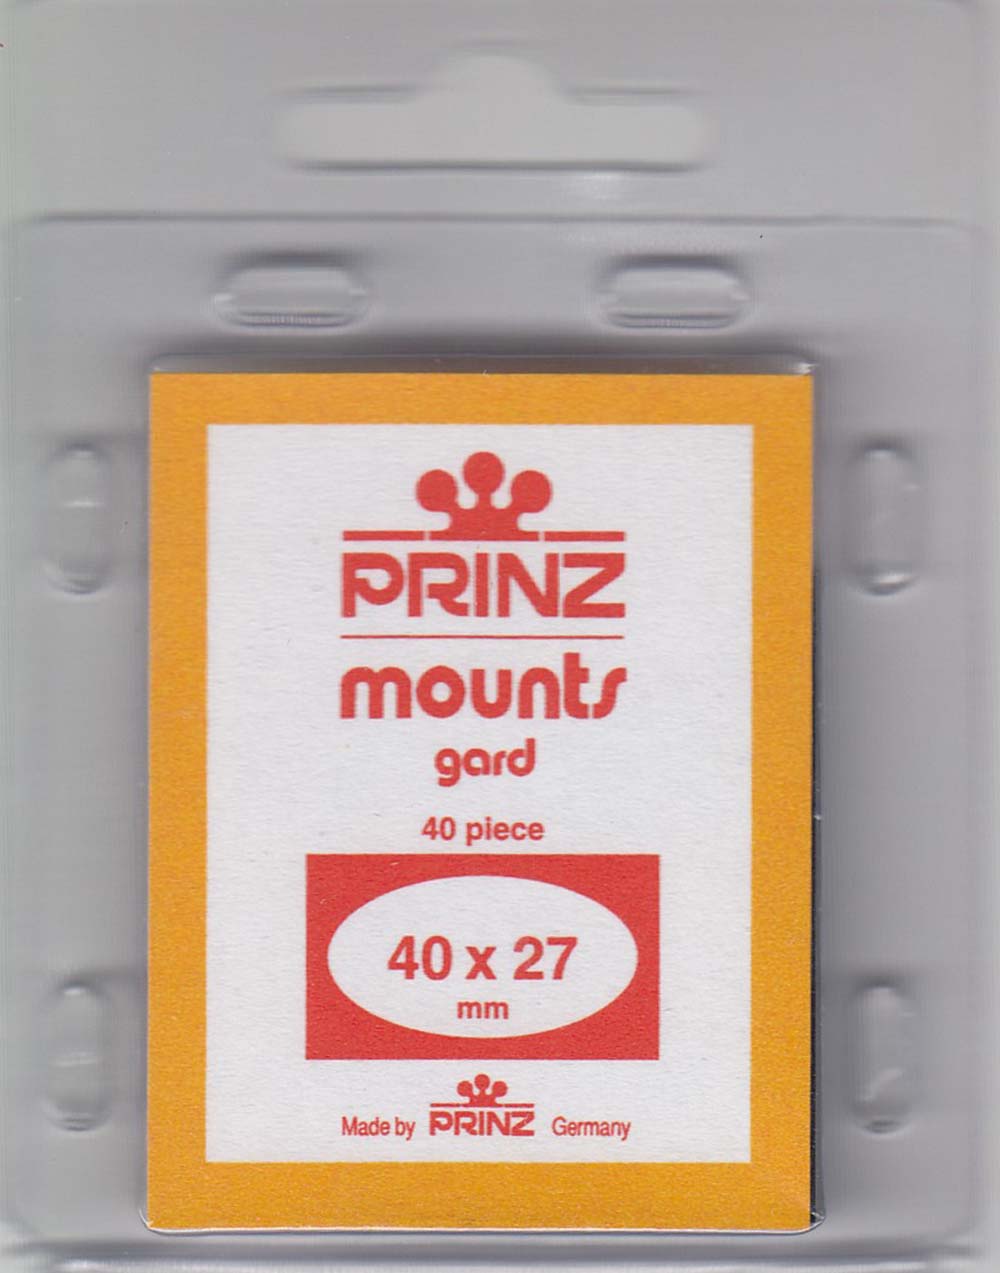 PRINZ
mounts
gard
40 piece
40 x 27
mm
Made by PRINZ Germany